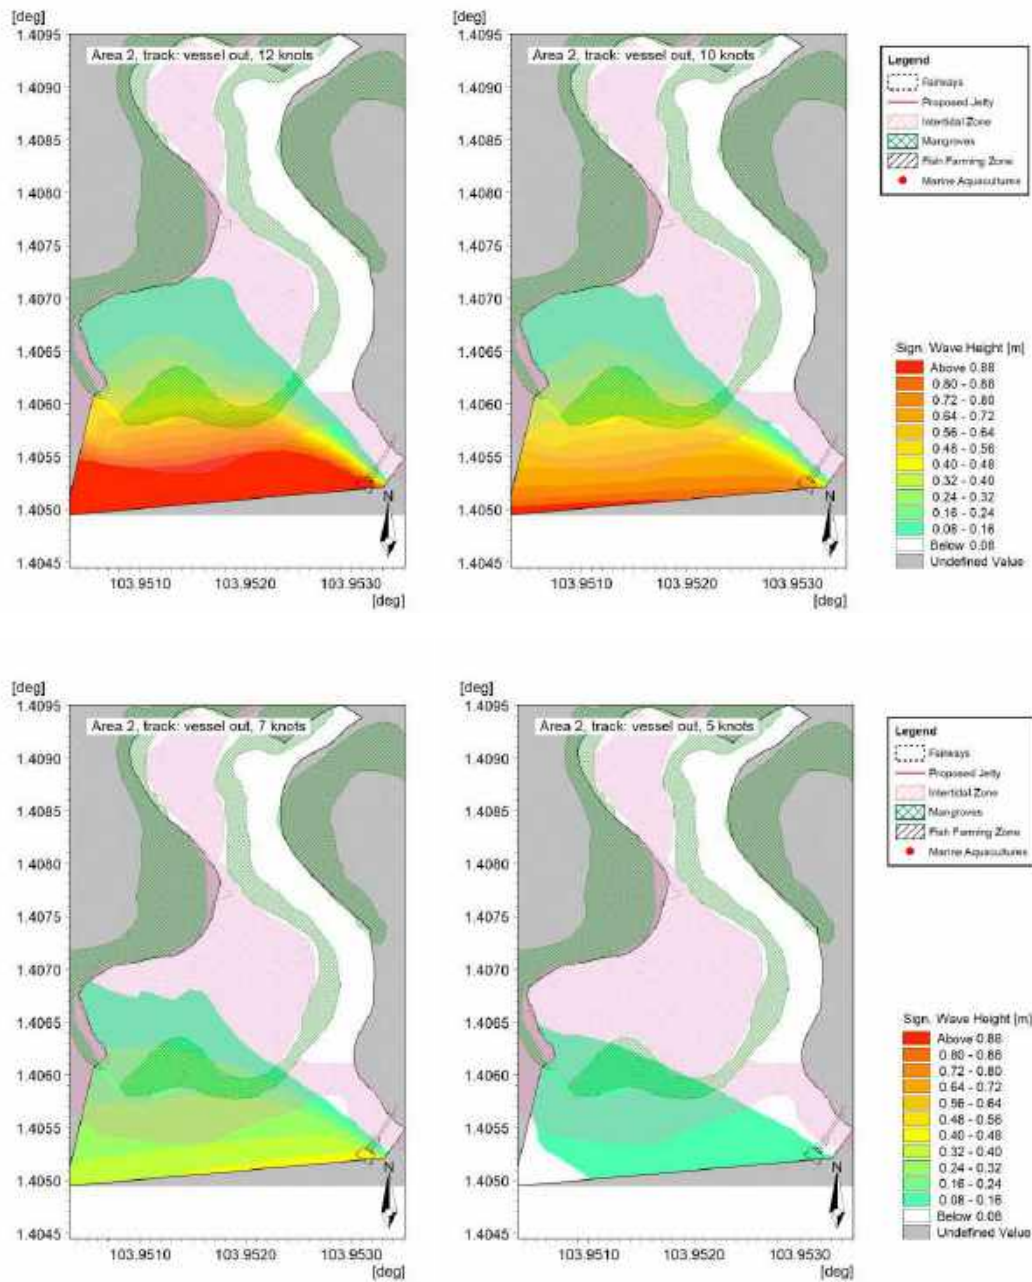 [deg]
1.4095
Area 2, track: vessel out, 12 knots
1.4090
1.4085
1.4080
1.4075
1.4070
1.4065
1.4060
1.4055
1.4050
1.4045
N
103.9510 103.9520 103.9530
[deg]
[deg]
1.4095
Area 2, track: vessel out, 10 knots
1.4090
1.4085
1.4080
1.4075
1.4070
1.4065
1.4060
1.4055
1.4050
1.4045
N
103.9510 103.9520 103.9530
[deg]
Legend
Fairways
Proposed Jetty
Intertidal Zone
Mangroves
Fish Farming Zone
Marine Aquacultures
Sign. Wave Height [m]
Above 0.88
0.80 - 0.88
0.72 - 0.80
0.64 - 0.72
0.56 - 0.64
0.48 - 0.56
0.40 - 0.48
0.32 - 0.40
0.24 - 0.32
0.16 - 0.24
0.08 - 0.16
Below 0.08
Undefined Value
[deg]
1.4095
Area 2, track: vessel out, 7 knots
1.4090
1.4085
1.4080
1.4075
1.4070
1.4065
1.4060
1.4055
1.4050
1.4045
N
103.9510 103.9520 103.9530
[deg]
[deg]
1.4095
Area 2, track: vessel out, 5 knots
1.4090
1.4085
1.4080
1.4075
1.4070
1.4065
1.4060
1.4055
1.4050
1.4045
N
103.9510 103.9520 103.9530
[deg]
Legend
Fairways
Proposed Jetty
Intertidal Zone
Mangroves
Fish Farming Zone
Marine Aquacultures
Sign. Wave Height [m]
Above 0.88
0.80 - 0.88
0.72 - 0.80
0.64 - 0.72
0.56 - 0.64
0.48 - 0.56
0.40 - 0.48
0.32 - 0.40
0.24 - 0.32
0.16 - 0.24
0.08 - 0.16
Below 0.08
Undefined Value